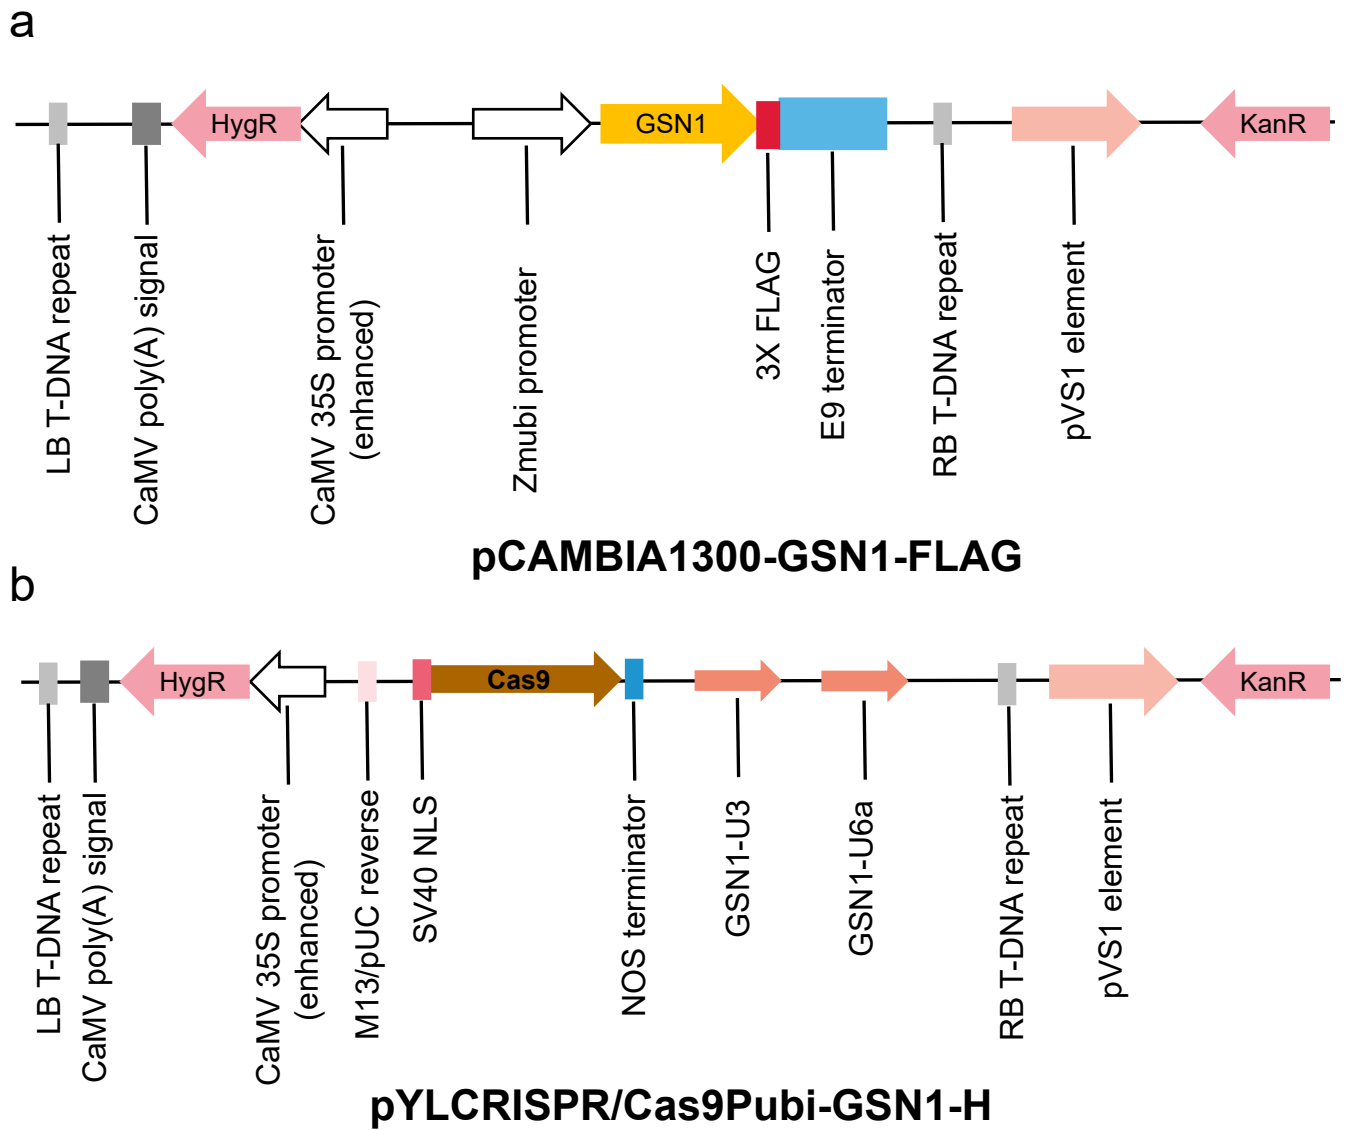 a
HygR
GSN1
KanR
LB T-DNA repeat
CaMV poly(A) signal
CaMV 35S promoter
(enhanced)
Zmubi promoter
3X FLAG
E9 terminator
RB T-DNA repeat
pVS1 element
pCAMBIA1300-GSN1-FLAG
b
HygR
Cas9
KanR
LB T-DNA repeat
CaMV poly(A) signal
CaMV 35S promoter
(enhanced)
M13/pUC reverse
SV40 NLS
NOS terminator
GSN1-U3
GSN1-U6a
RB T-DNA repeat
pVS1 element
pYLCRISPR/Cas9Pubi-GSN1-H